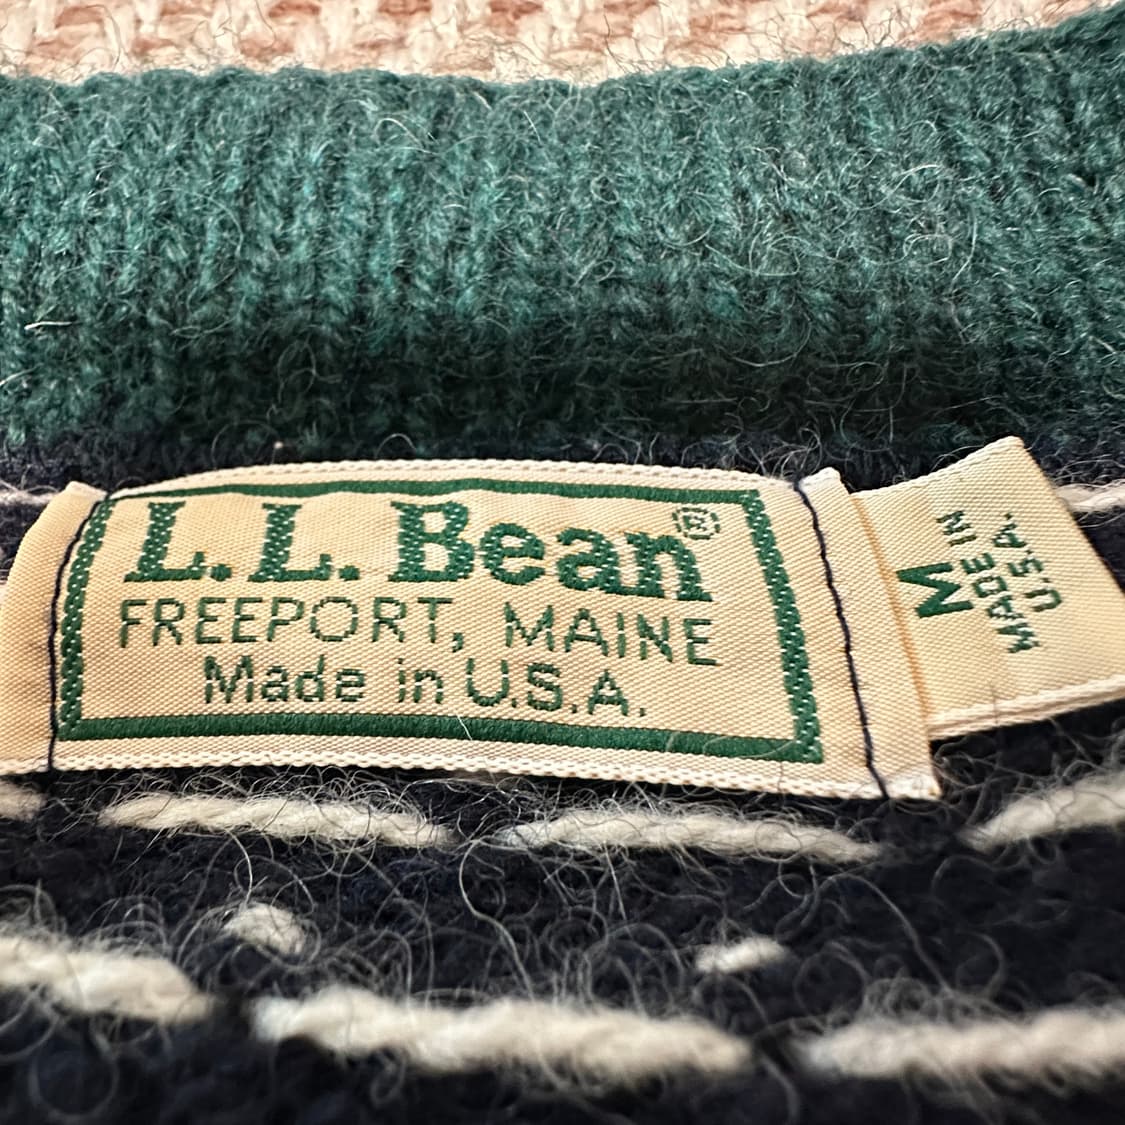 L.L.Bean®
FREEPORT, MAINE
Made in U.S.A.
M
MADE IN
U.S.A.